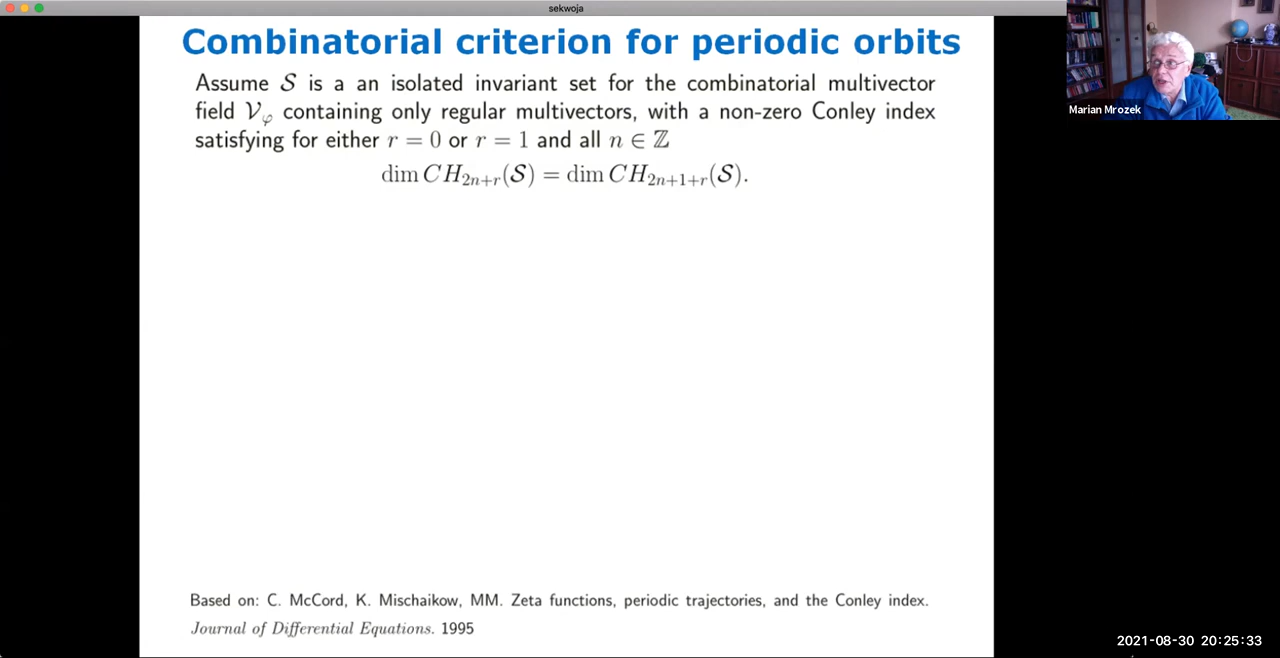 sekwoja
Combinatorial criterion for periodic orbits
Assume 𝒮 is a an isolated invariant set for the combinatorial multivector
field 𝒱_φ containing only regular multivectors, with a non-zero Conley index
satisfying for either r = 0 or r = 1 and all n ∈ ℤ
dim CH_{2n+r}(𝒮) = dim CH_{2n+1+r}(𝒮).
Based on: C. McCord, K. Mischaikow, MM. Zeta functions, periodic trajectories, and the Conley index.
Journal of Differential Equations. 1995
Marian Mrozek
2021-08-30 20:25:33